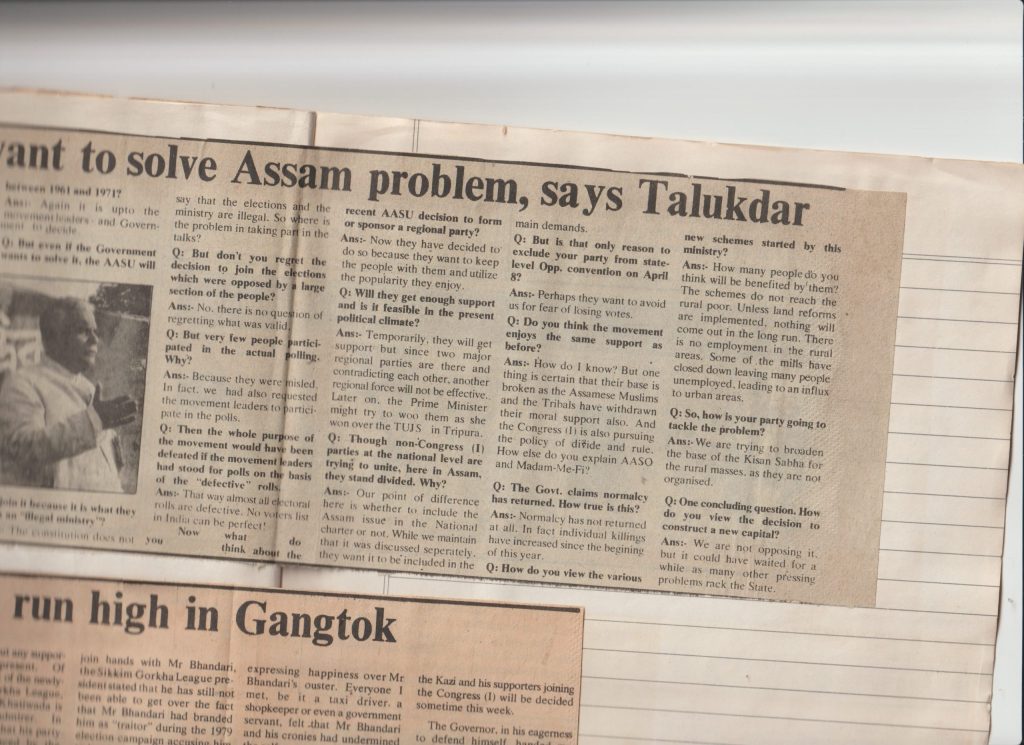 ant to solve Assam problem, says Talukdar
between 1961 and 1971?
Ans:- Again it is upto the
movement leaders and Govern-
ment to decide.
Q: But even if the Government
wants to solve it, the AASU will
join it because it is what they
an "illegal ministry"?
The constitution does not
say that the elections and the
ministry are illegal. So where is
the problem in taking part in the
talks?
Q: But don't you regret the
decision to join the elections
which were opposed by a large
section of the people?
Ans:- No, there is no question of
regretting what was valid.
Q: But very few people partici-
pated in the actual polling.
Why?
Ans:- Because they were misled.
In fact, we had also requested
the movement leaders to partici-
pate in the polls.
Q: Then the whole purpose of
the movement would have been
defeated if the movement leaders
had stood for polls on the basis
of the "defective" rolls.
Ans:- That way almost all electoral
rolls are defective. No voters list
in India can be perfect!
Now what do
you think about the
recent AASU decision to form
or sponsor a regional party?
Ans:- Now they have decided to
do so because they want to keep
the people with them and utilize
the popularity they enjoy.
Q: Will they get enough support
and is it feasible in the present
political climate?
Ans:- Temporarily, they will get
support but since two major
regional parties are there and
contradicting each other, another
regional force will not be effective.
Later on, the Prime Minister
might try to woo them as she
won over the TUJS in Tripura.
Q: Though non-Congress (I)
parties at the national level are
trying to unite, here in Assam,
they stand divided. Why?
Ans:- Our point of difference
here is whether to include the
Assam issue in the National
charter or not. While we maintain
that it was discussed seperately,
they want it to be included in the
main demands.
Q: But is that only reason to
exclude your party from state-
level Opp. convention on April
8?
Ans:- Perhaps they want to avoid
us for fear of losing votes.
Q: Do you think the movement
enjoys the same support as
before?
Ans:- How do I know? But one
thing is certain that their base is
broken as the Assamese Muslims
and the Tribals have withdrawn
their moral support also. And
the Congress (I) is also pursuing
the policy of divide and rule.
How else do you explain AASO
and Madam-Me-Fi?
Q: The Govt. claims normalcy
has returned. How true is this?
Ans:- Normalcy has not returned
at all. In fact individual killings
have increased since the begining
of this year.
Q: How do you view the various
new schemes started by this
ministry?
Ans:- How many people do you
think will be benefited by them?
The schemes do not reach the
rural poor. Unless land reforms
are implemented, nothing will
come out in the long run. There
is no employment in the rural
areas. Some of the mills have
closed down leaving many people
unemployed, leading to an influx
to urban areas.
Q: So, how is your party going to
tackle the problem?
Ans:- We are trying to broaden
the base of the Kisan Sabha for
the rural masses, as they are not
organised.
Q: One concluding question. How
do you view the decision to
construct a new capital?
Ans:- We are not opposing it,
but it could have waited for a
while as many other pressing
problems rack the State.
run high in Gangtok
any suppor-
present. Of
of the newly
League,
that his party
join hands with Mr Bhandari,
the Sikkim Gorkha League pre-
sident stated that he has still not
been able to get over the fact
that Mr Bhandari had branded
him as "traitor" during the 1979
election campaign accusing him
expressing happiness over Mr
Bhandari's ouster. Everyone I
met, be it a taxi driver, a
shopkeeper or even a government
servant, felt that Mr Bhandari
and his cronies had undermined
the Kazi and his supporters joining
the Congress (I) will be decided
sometime this week.
The Governor, in his eagerness
to defend himself, handed